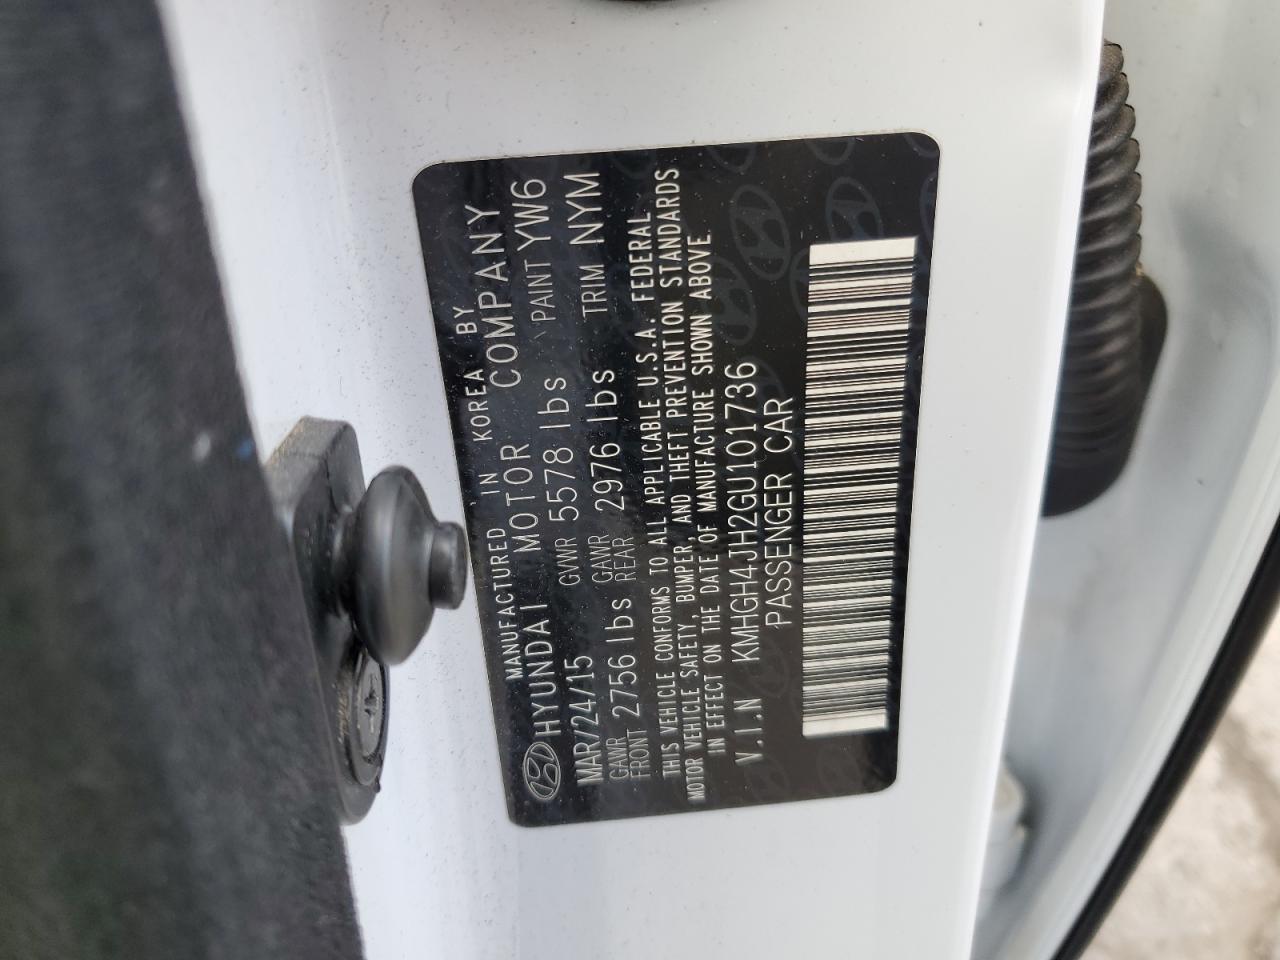 MANUFACTURED IN KOREA BY
HYUNDAI MOTOR COMPANY
MAR/24/15 GVWR 5578 lbs PAINT YW6
GAWR FRONT 2756 lbs GAWR REAR 2976 lbs TRIM NYM
THIS VEHICLE CONFORMS TO ALL APPLICABLE U.S.A. FEDERAL
MOTOR VEHICLE SAFETY, BUMPER, AND THEFT PREVENTION STANDARDS
IN EFFECT ON THE DATE OF MANUFACTURE SHOWN ABOVE
V.I.N KMHGH4JH2GU101736
PASSENGER CAR